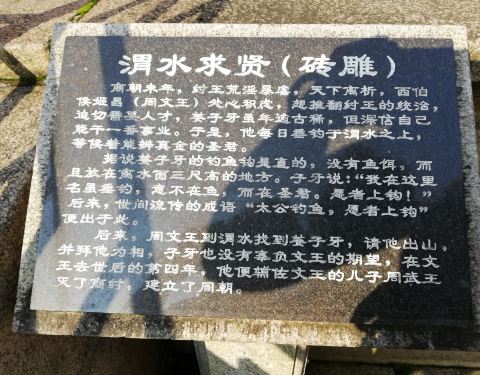 渭水求贤（砖雕）
商朝末年，纣王荒淫暴虐，天下离析，西伯
侯姬昌（周文王）处心积虑，想推翻纣王的统治，
迫切需要人才，姜子牙虽年逾古稀，但深信自己
能干一番事业。于是，他每日垂钓于渭水之上，
等侯着能辨真金的圣君。
据说姜子牙的钓鱼钩是直的，没有鱼饵，而
且放在离水面三尺高的地方。子牙说：“我在这里
名虽垂钓，意不在鱼，而在圣君。愿者上钩！”
后来，世间流传的成语“太公钓鱼，愿者上钩”
便出于此。
后来，周文王到渭水找到姜子牙，请他出山，
并拜他为相，子牙也没有辜负文王的期望，在文
王去世后的第四年，他便辅佐文王的儿子周武王
灭了商纣，建立了周朝。